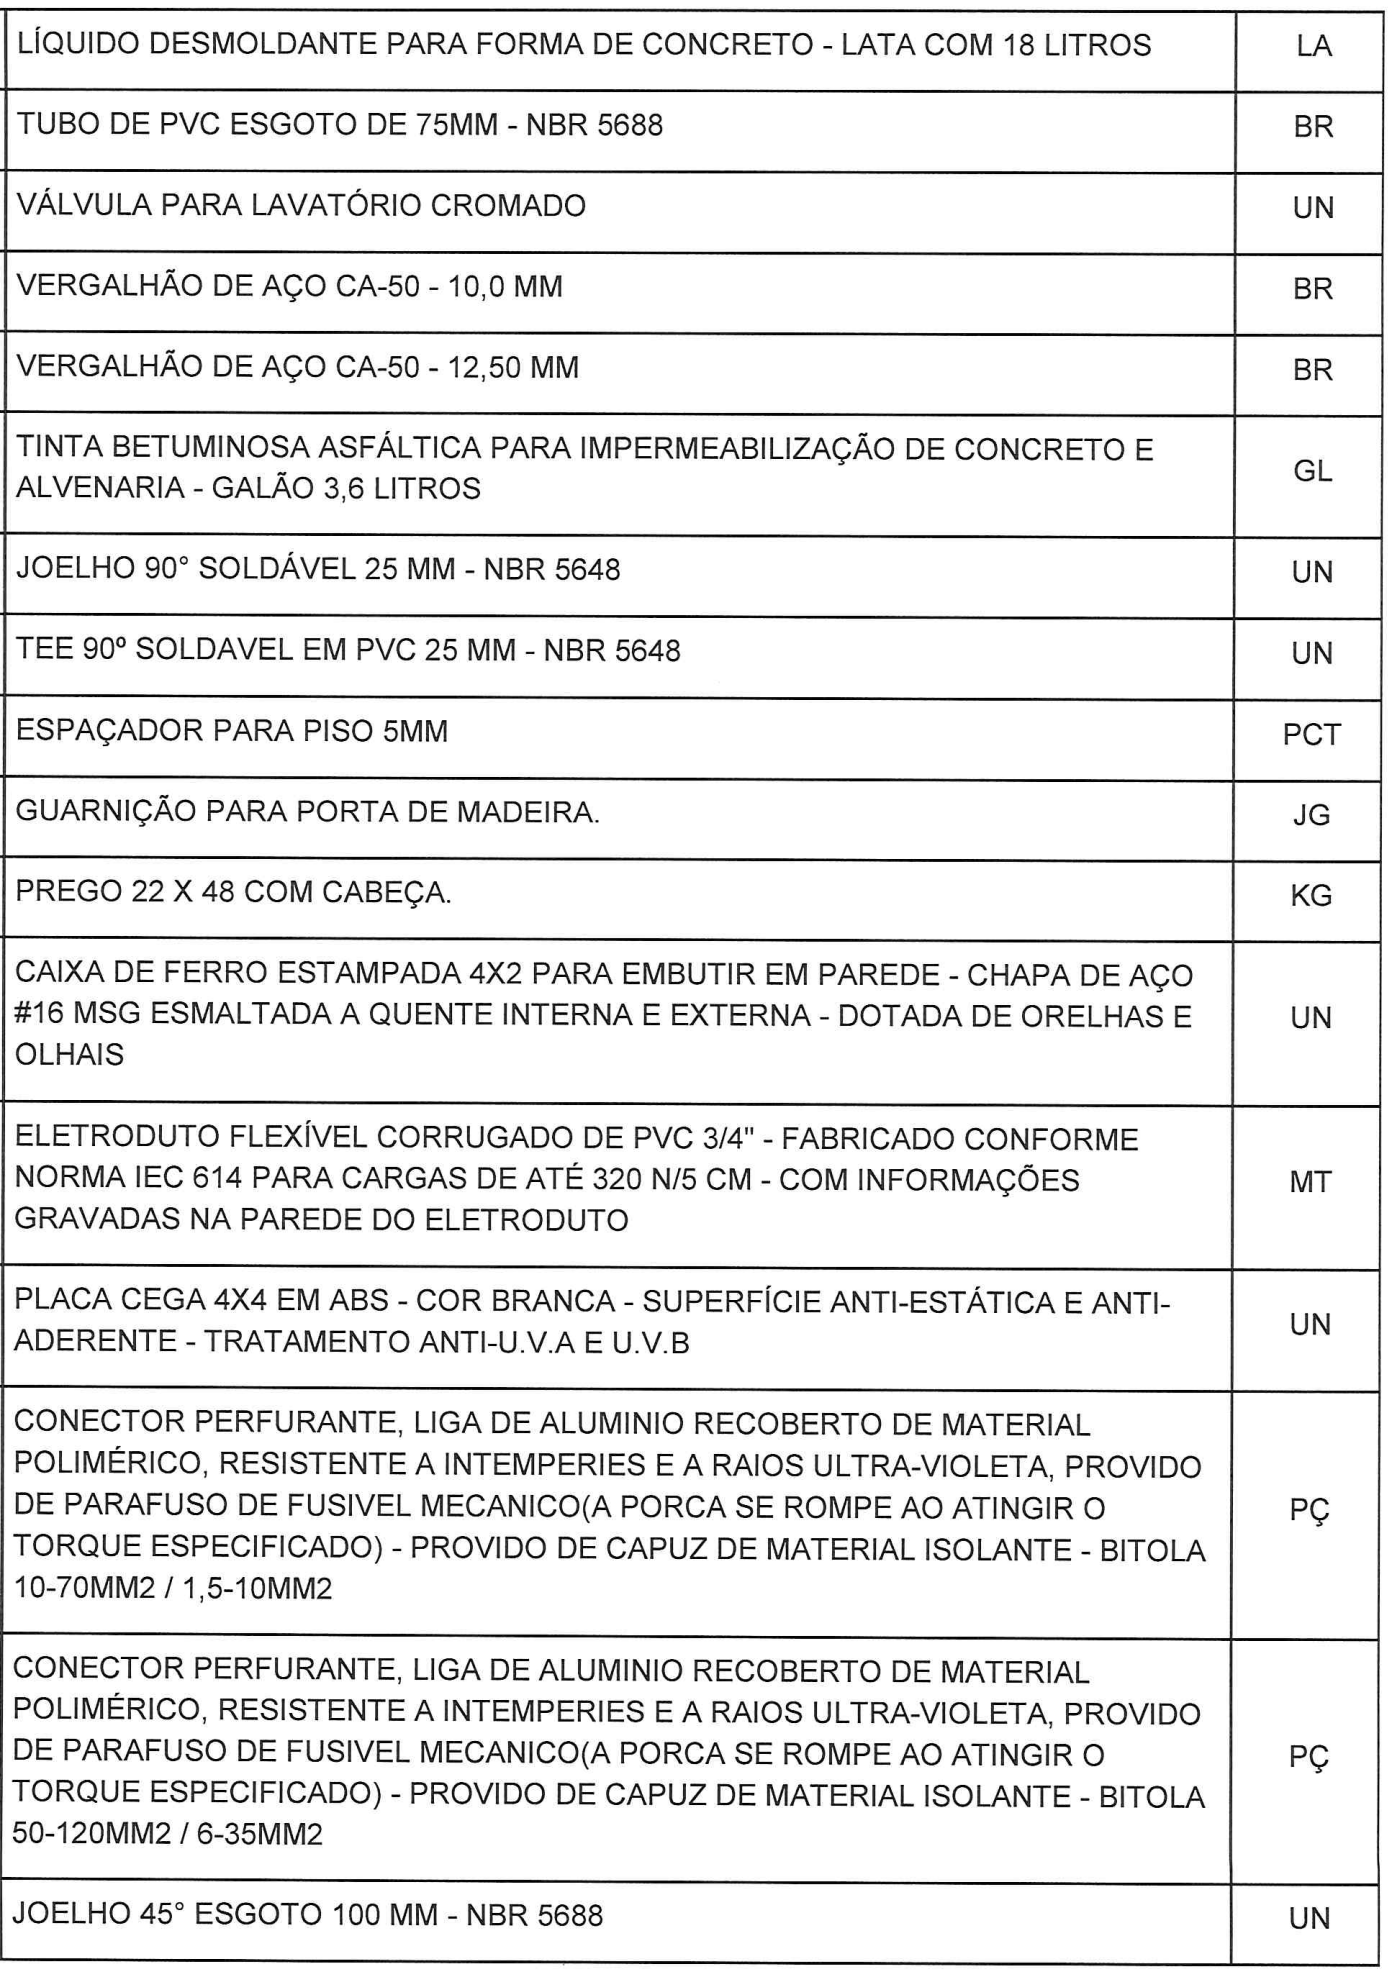 LÍQUIDO DESMOLDANTE PARA FORMA DE CONCRETO - LATA COM 18 LITROS LA
TUBO DE PVC ESGOTO DE 75MM - NBR 5688 BR
VÁLVULA PARA LAVATÓRIO CROMADO UN
VERGALHÃO DE AÇO CA-50 - 10,0 MM BR
VERGALHÃO DE AÇO CA-50 - 12,50 MM BR
TINTA BETUMINOSA ASFÁLTICA PARA IMPERMEABILIZAÇÃO DE CONCRETO E
ALVENARIA - GALÃO 3,6 LITROS
GL
JOELHO 90° SOLDÁVEL 25 MM - NBR 5648 UN
TEE 90º SOLDAVEL EM PVC 25 MM - NBR 5648 UN
ESPAÇADOR PARA PISO 5MM PCT
GUARNIÇÃO PARA PORTA DE MADEIRA. JG
PREGO 22 X 48 COM CABEÇA. KG
CAIXA DE FERRO ESTAMPADA 4X2 PARA EMBUTIR EM PAREDE - CHAPA DE AÇO
#16 MSG ESMALTADA A QUENTE INTERNA E EXTERNA - DOTADA DE ORELHAS E
OLHAIS
UN
ELETRODUTO FLEXÍVEL CORRUGADO DE PVC 3/4" - FABRICADO CONFORME
NORMA IEC 614 PARA CARGAS DE ATÉ 320 N/5 CM - COM INFORMAÇÕES
GRAVADAS NA PAREDE DO ELETRODUTO
MT
PLACA CEGA 4X4 EM ABS - COR BRANCA - SUPERFÍCIE ANTI-ESTÁTICA E ANTI-
ADERENTE - TRATAMENTO ANTI-U.V.A E U.V.B
UN
CONECTOR PERFURANTE, LIGA DE ALUMINIO RECOBERTO DE MATERIAL
POLIMÉRICO, RESISTENTE A INTEMPERIES E A RAIOS ULTRA-VIOLETA, PROVIDO
DE PARAFUSO DE FUSIVEL MECANICO(A PORCA SE ROMPE AO ATINGIR O
TORQUE ESPECIFICADO) - PROVIDO DE CAPUZ DE MATERIAL ISOLANTE - BITOLA
10-70MM2 / 1,5-10MM2
PÇ
CONECTOR PERFURANTE, LIGA DE ALUMINIO RECOBERTO DE MATERIAL
POLIMÉRICO, RESISTENTE A INTEMPERIES E A RAIOS ULTRA-VIOLETA, PROVIDO
DE PARAFUSO DE FUSIVEL MECANICO(A PORCA SE ROMPE AO ATINGIR O
TORQUE ESPECIFICADO) - PROVIDO DE CAPUZ DE MATERIAL ISOLANTE - BITOLA
50-120MM2 / 6-35MM2
PÇ
JOELHO 45° ESGOTO 100 MM - NBR 5688 UN